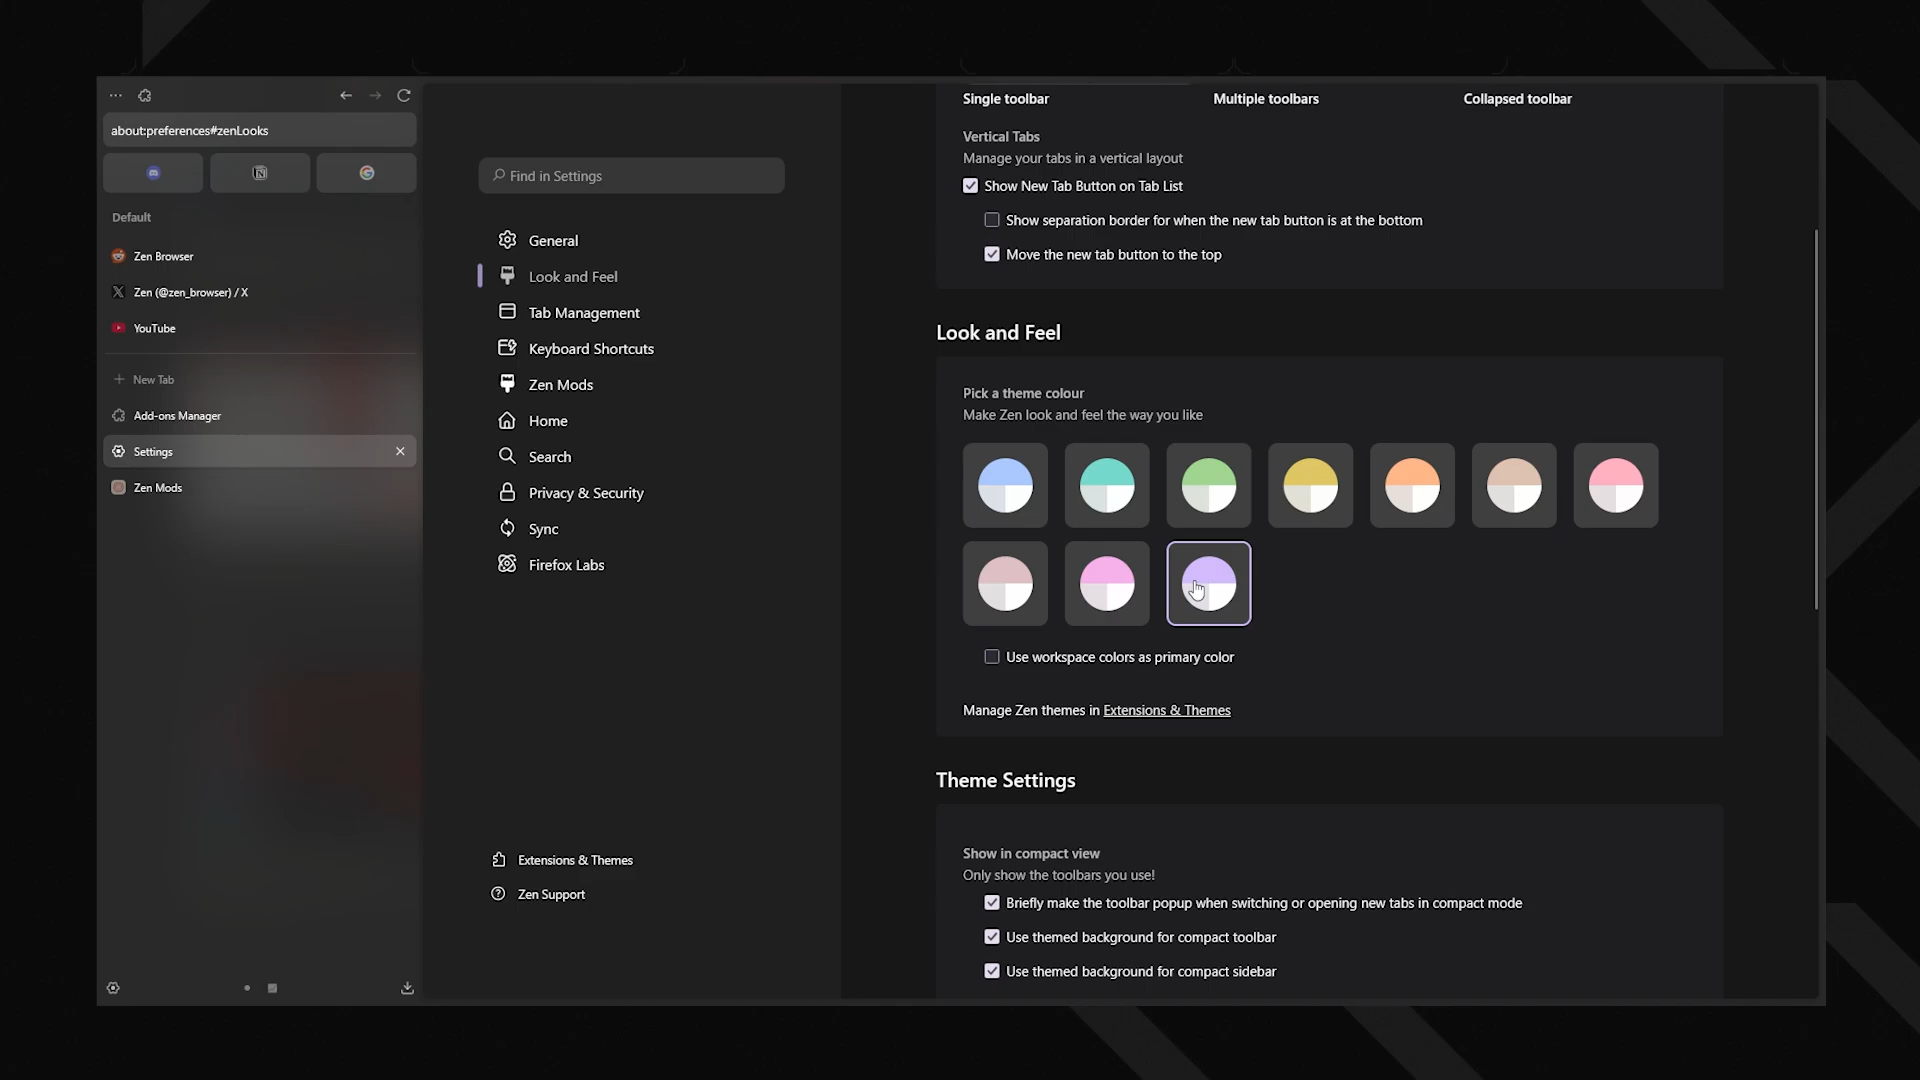 about:preferences#zenLooks
Default
Zen Browser
Zen (@zen_browser) / X
YouTube
New Tab
Add-ons Manager
Settings
Zen Mods
Find in Settings
General
Look and Feel
Tab Management
Keyboard Shortcuts
Zen Mods
Home
Search
Privacy & Security
Sync
Firefox Labs
Extensions & Themes
Zen Support
Single toolbar
Multiple toolbars
Collapsed toolbar
Vertical Tabs
Manage your tabs in a vertical layout
Show New Tab Button on Tab List
Show separation border for when the new tab button is at the bottom
Move the new tab button to the top
Look and Feel
Pick a theme colour
Make Zen look and feel the way you like
Use workspace colors as primary color
Manage Zen themes in Extensions & Themes
Theme Settings
Show in compact view
Only show the toolbars you use!
Briefly make the toolbar popup when switching or opening new tabs in compact mode
Use themed background for compact toolbar
Use themed background for compact sidebar